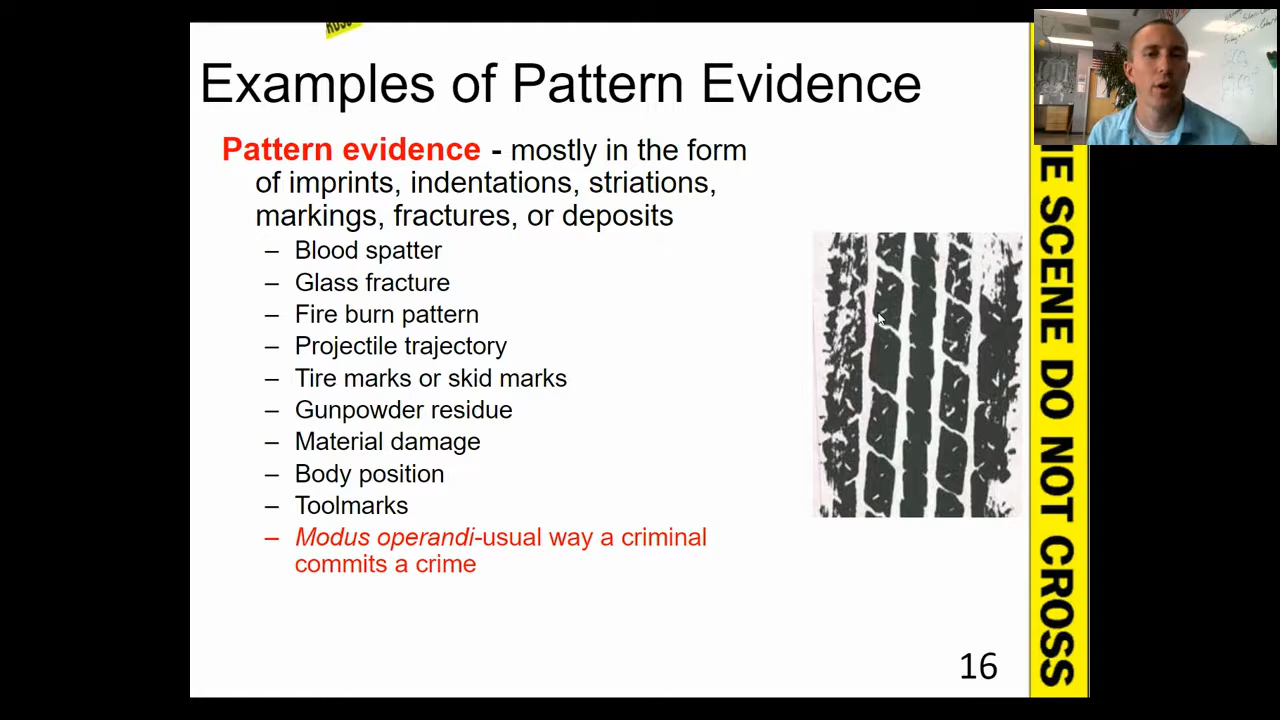 Examples of Pattern Evidence
Pattern evidence - mostly in the form
of imprints, indentations, striations,
markings, fractures, or deposits
– Blood spatter
– Glass fracture
– Fire burn pattern
– Projectile trajectory
– Tire marks or skid marks
– Gunpowder residue
– Material damage
– Body position
– Toolmarks
– Modus operandi-usual way a criminal
commits a crime
SCENE DO NOT CROSS
16